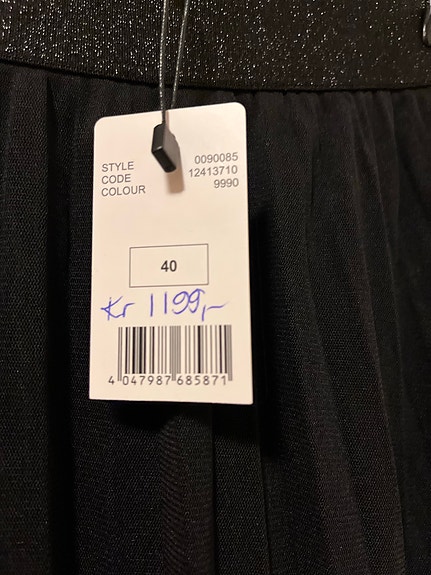 STYLE 0090085
CODE 12413710
COLOUR 9990
40
Kr 1199,-
4 047987 685871